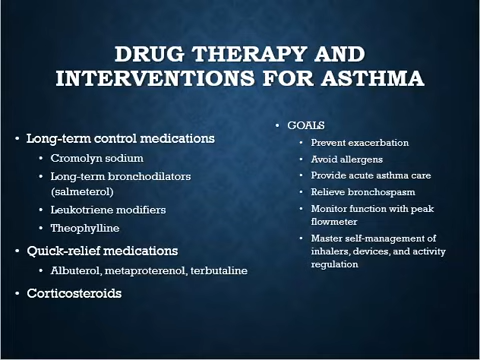 DRUG THERAPY AND
INTERVENTIONS FOR ASTHMA
• Long-term control medications
• Cromolyn sodium
• Long-term bronchodilators
(salmeterol)
• Leukotriene modifiers
• Theophylline
• Quick-relief medications
• Albuterol, metaproterenol, terbutaline
• Corticosteroids
• GOALS
• Prevent exacerbation
• Avoid allergens
• Provide acute asthma care
• Relieve bronchospasm
• Monitor function with peak
flowmeter
• Master self-management of
inhalers, devices, and activity
regulation